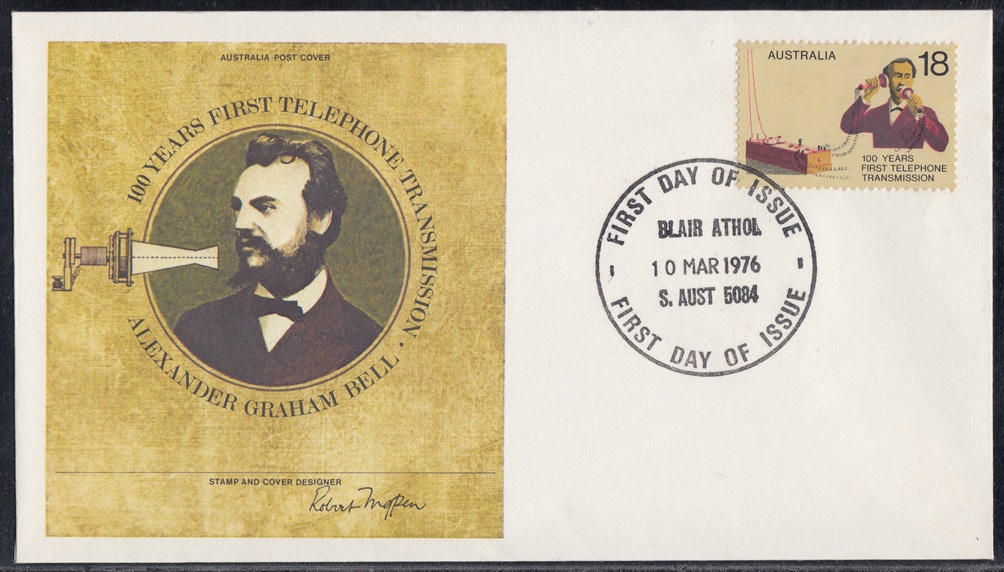 AUSTRALIA POST COVER
100 YEARS FIRST TELEPHONE TRANSMISSION ·
ALEXANDER GRAHAM BELL
STAMP AND COVER DESIGNER
Robert Ingpen
AUSTRALIA 18
100 YEARS
FIRST TELEPHONE
TRANSMISSION
FIRST DAY OF ISSUE
BLAIR ATHOL
10 MAR 1976
S. AUST 5084
FIRST DAY OF ISSUE